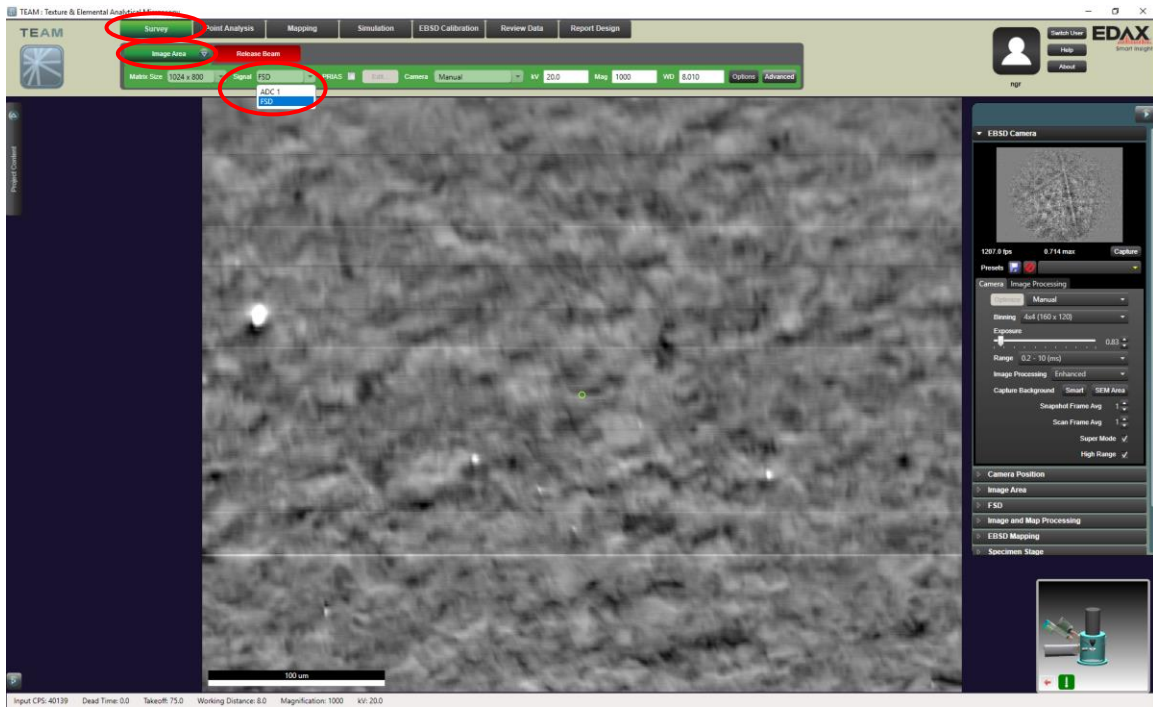 TEAM : Texture & Elemental Analytical Microscopy
TEAM
Survey Point Analysis Mapping Simulation EBSD Calibration Review Data Report Design
Switch User
Help
About
EDAX
Smart Insight
Image Area Release Beam
Matrix Size 1024 x 800 Signal FSD PRIAS Edit... Camera Manual kV 20.0 Mag 1000 WD 8.010 Options Advanced
ADC 1
FSD
ngr
Project Content
EBSD Camera
1207.0 fps 0.714 max Capture
Presets
Camera Image Processing
Optimize Manual
Binning 4x4 (160 x 120)
Exposure
0.83
Range 0.2 - 10 (ms)
Image Processing Enhanced
Capture Background Smart SEM Area
Snapshot Frame Avg 1
Scan Frame Avg 1
Super Mode
High Range
Camera Position
Image Area
FSD
Image and Map Processing
EBSD Mapping
Specimen Stage
100 um
Input CPS: 40139 Dead Time: 0.0 Takeoff: 75.0 Working Distance: 8.0 Magnification: 1000 kV: 20.0